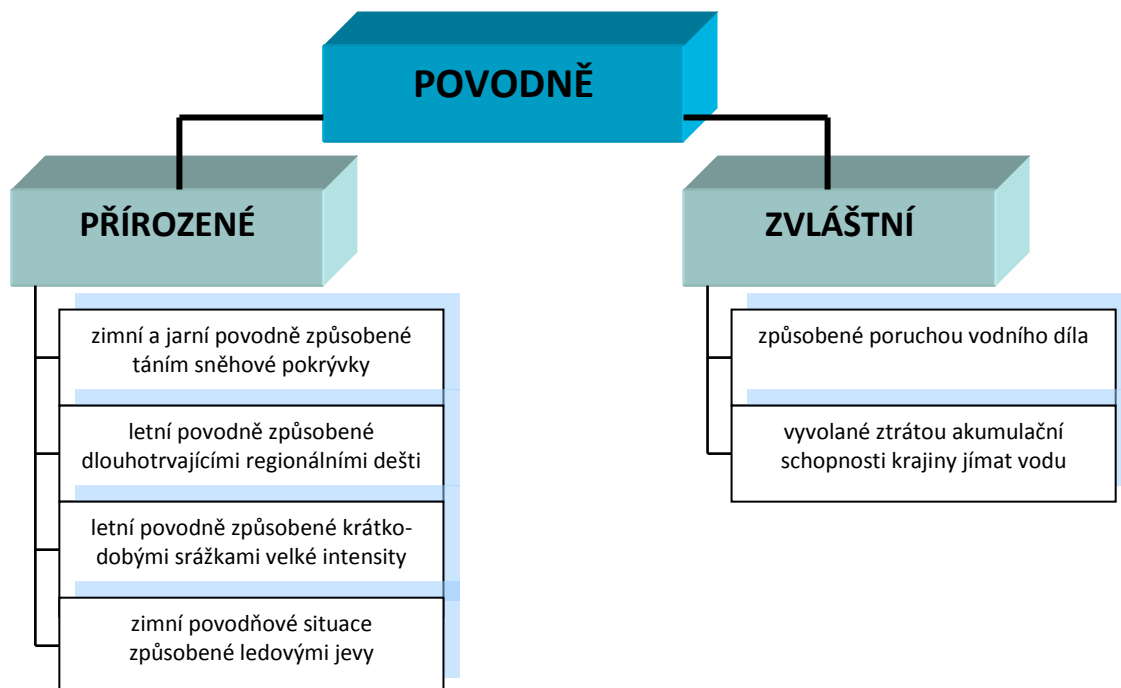 POVODNĚ
PŘÍROZENÉ
zimní a jarní povodně způsobené
táním sněhové pokrývky
letní povodně způsobené
dlouhotrvajícími regionálními dešti
letní povodně způsobené krátko-
dobými srážkami velké intensity
zimní povodňové situace
způsobené ledovými jevy
ZVLÁŠTNÍ
způsobené poruchou vodního díla
vyvolané ztrátou akumulační
schopnosti krajiny jímat vodu